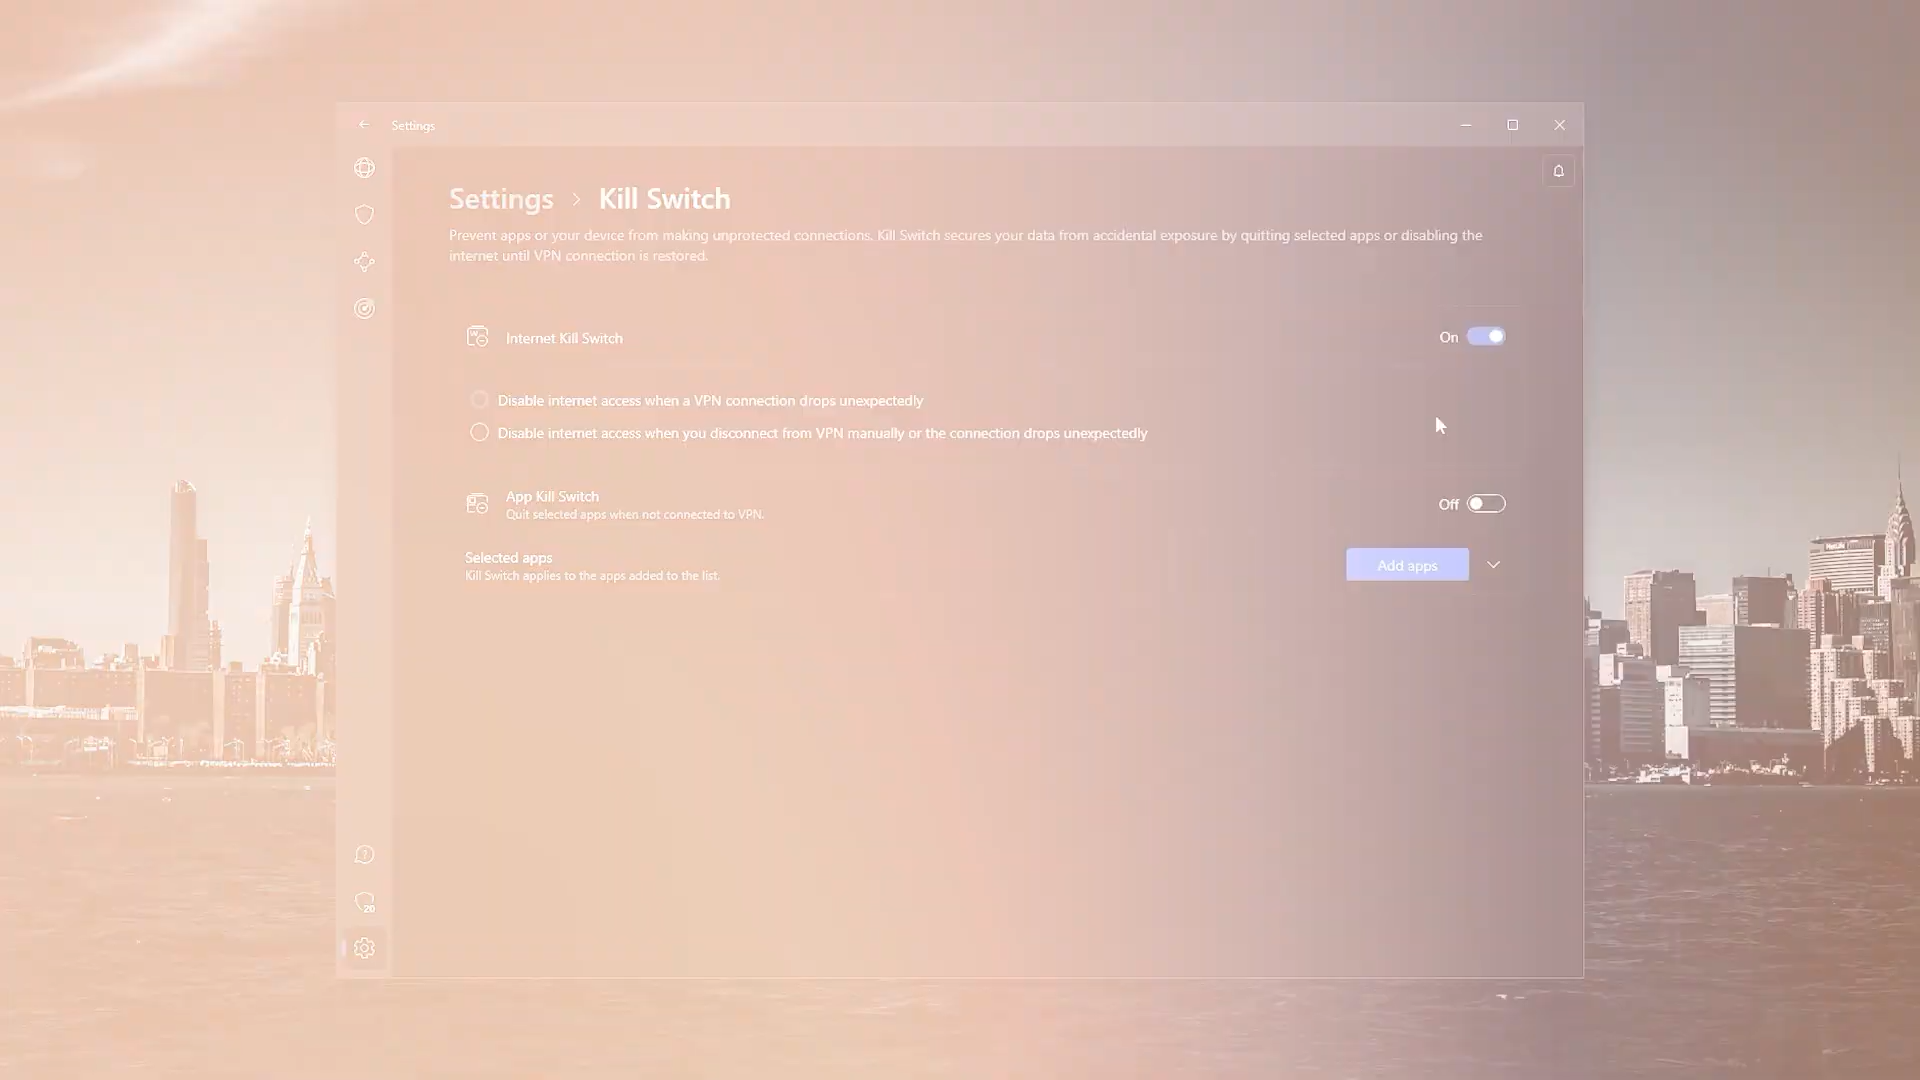 Settings
Settings > Kill Switch
Prevent apps or your device from making unprotected connections. Kill Switch secures your data from accidental exposure by quitting selected apps or disabling the
internet until VPN connection is restored.
Internet Kill Switch
On
Disable internet access when a VPN connection drops unexpectedly
Disable internet access when you disconnect from VPN manually or the connection drops unexpectedly
App Kill Switch
Off
Quit selected apps when not connected to VPN.
Selected apps
Add apps
Kill Switch applies to the apps added to the list.
MetLife
20